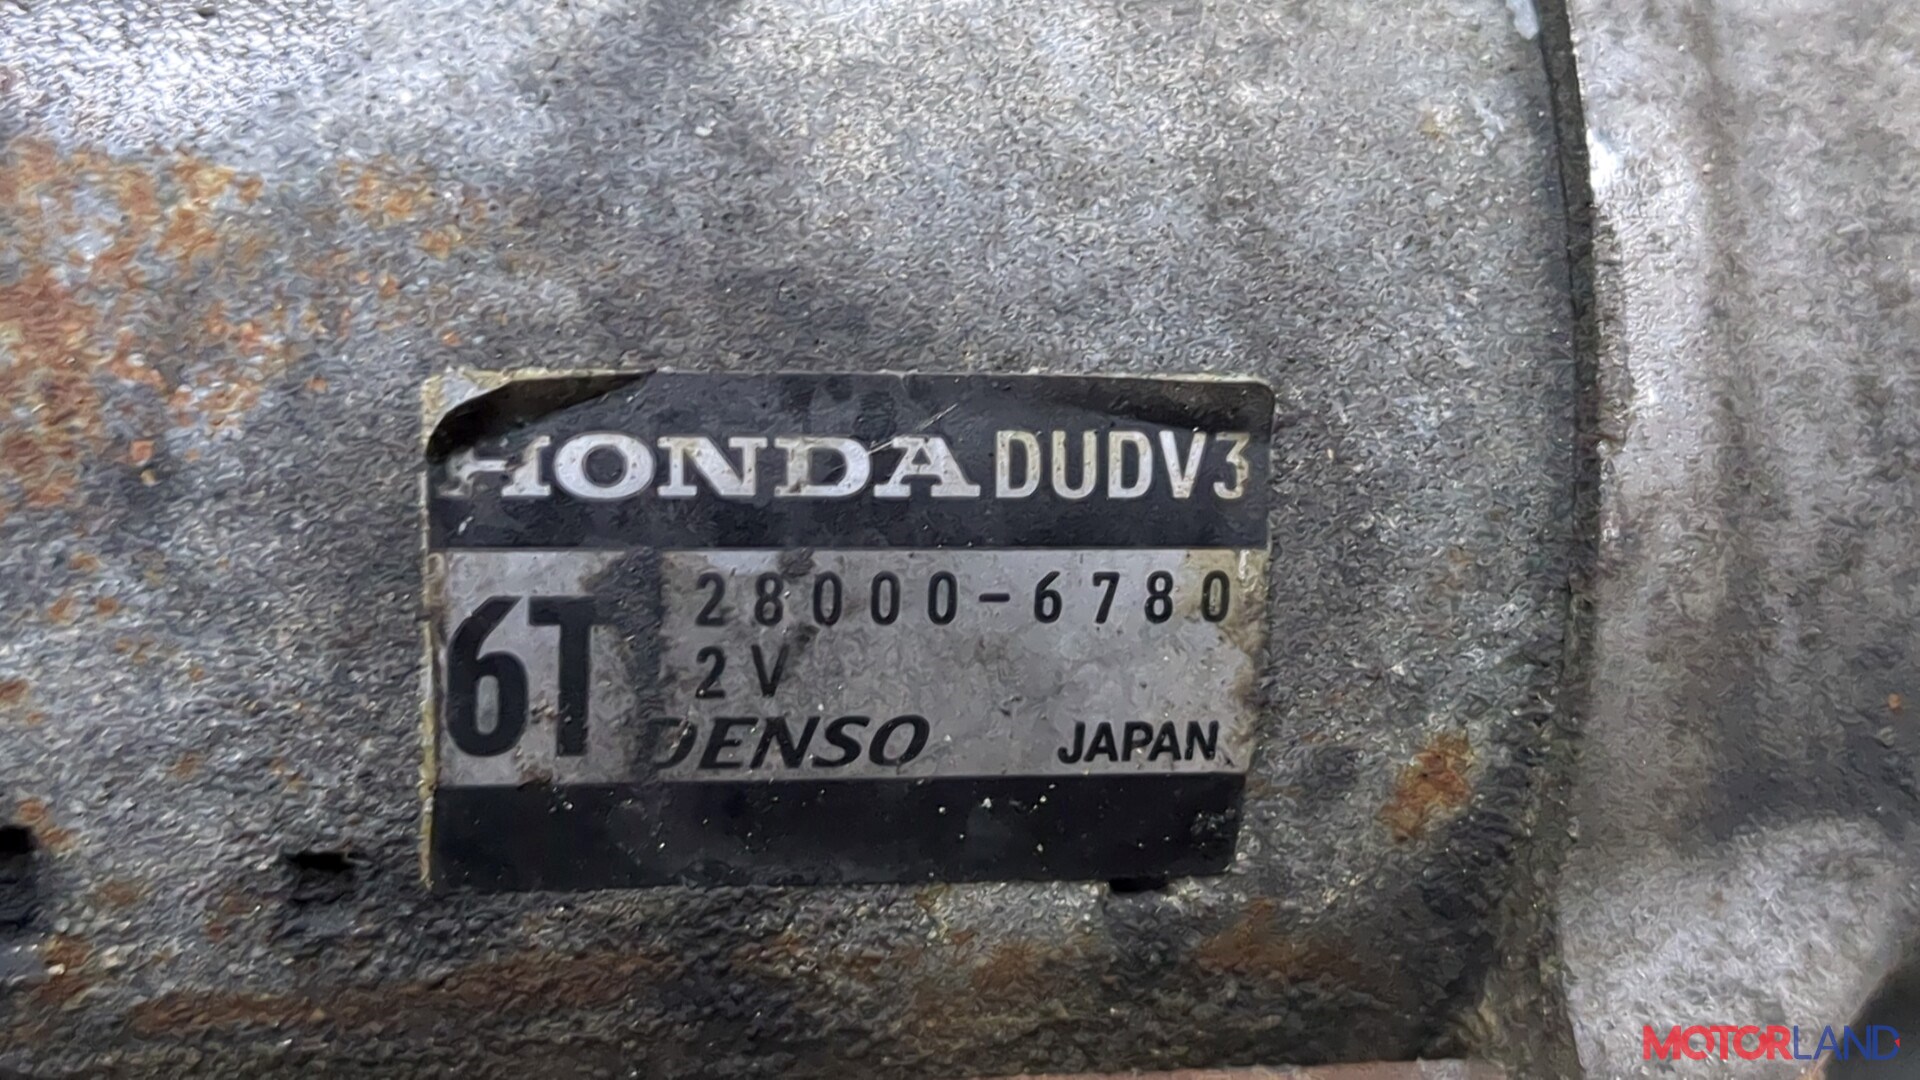 HONDA DUDV3
6T
28000-6780
2V
DENSO JAPAN
MOTORLAND